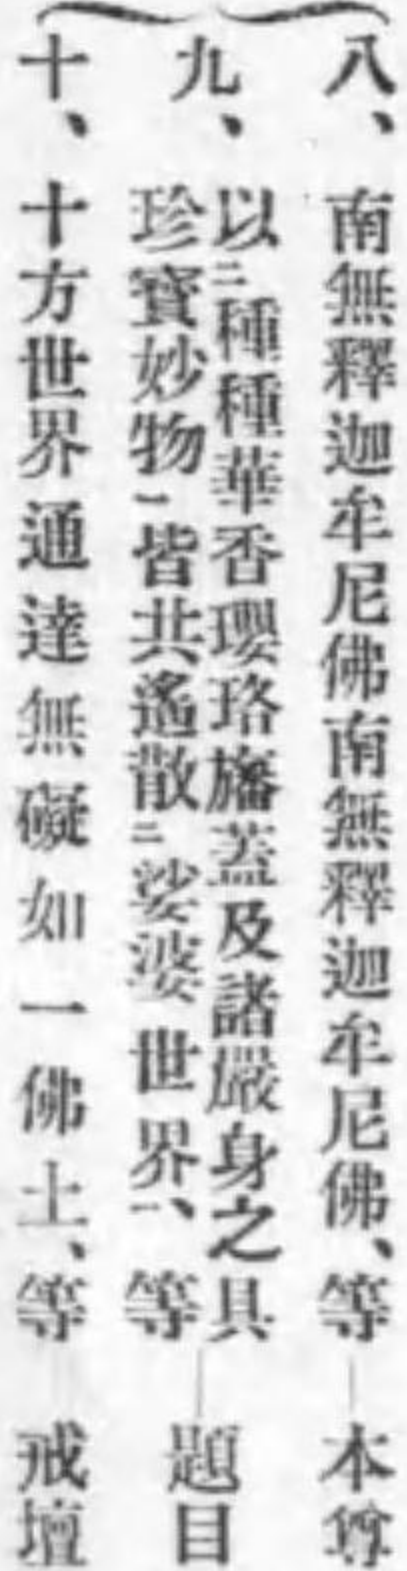 八、南無釋迦牟尼佛南無釋迦牟尼佛、等—本尊
九、以二種種華香瓔珞旛蓋及諸嚴身之具
珍寶妙物一皆共遙散二娑婆世界一、等—題目
十、十方世界通達無礙如一佛土、等—戒壇